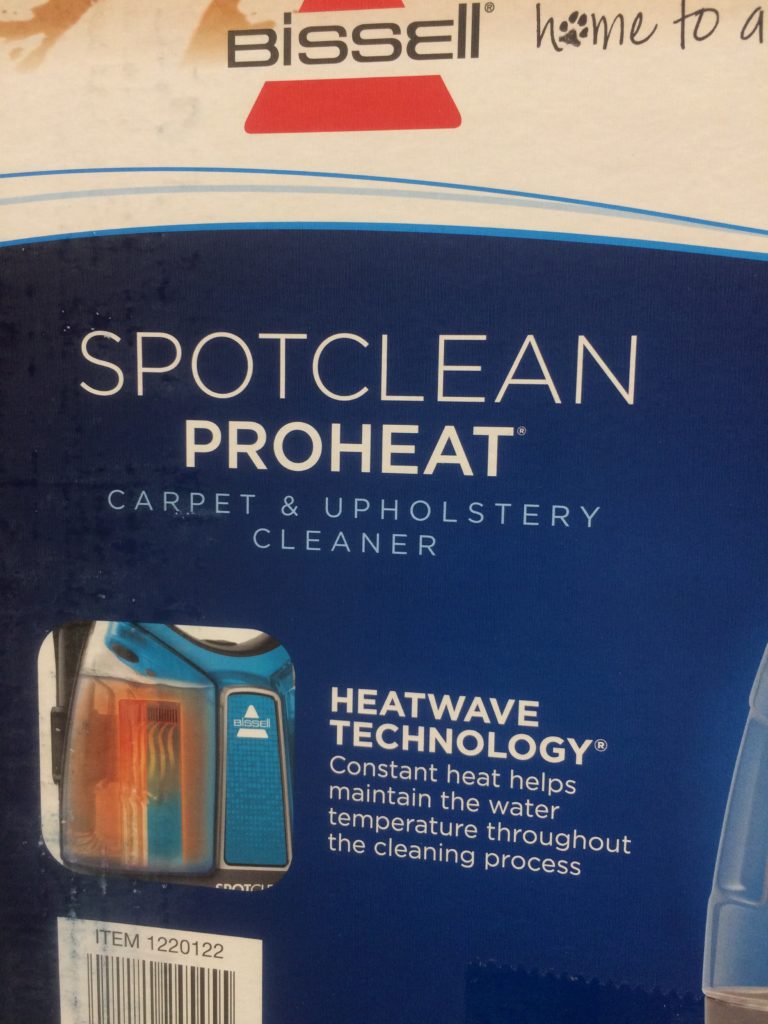 BISSELL®
home to a
SPOTCLEAN
PROHEAT®
CARPET & UPHOLSTERY
CLEANER
BISSELL
HEATWAVE
TECHNOLOGY®
Constant heat helps
maintain the water
temperature throughout
the cleaning process
SPOTCLE
ITEM 1220122